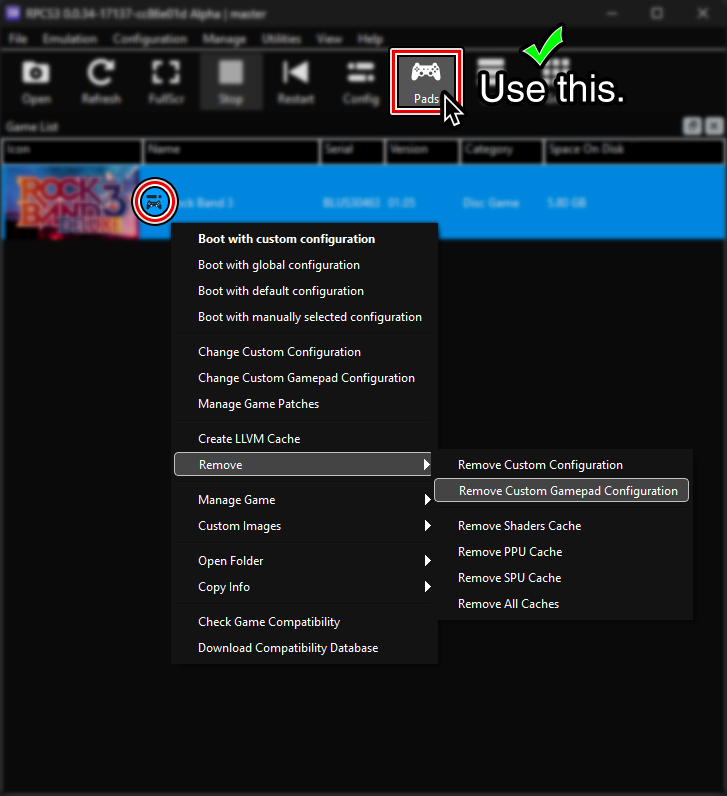 RPCS3 0.0.34-17137-cc86e01d Alpha | master
File Emulation Configuration Manage Utilities View Help
Open Refresh FullScr Stop Restart Config Pads
Use this.
Game List
Icon Name Serial Version Category Space On Disk
ROCK BAND 3 DELUXE
ck Band 3 BLUS30463 01.05 Disc Game 5.80 GB
Boot with custom configuration
Boot with global configuration
Boot with default configuration
Boot with manually selected configuration
Change Custom Configuration
Change Custom Gamepad Configuration
Manage Game Patches
Create LLVM Cache
Remove
Remove Custom Configuration
Remove Custom Gamepad Configuration
Manage Game
Custom Images
Remove Shaders Cache
Remove PPU Cache
Open Folder
Remove SPU Cache
Copy Info
Remove All Caches
Check Game Compatibility
Download Compatibility Database